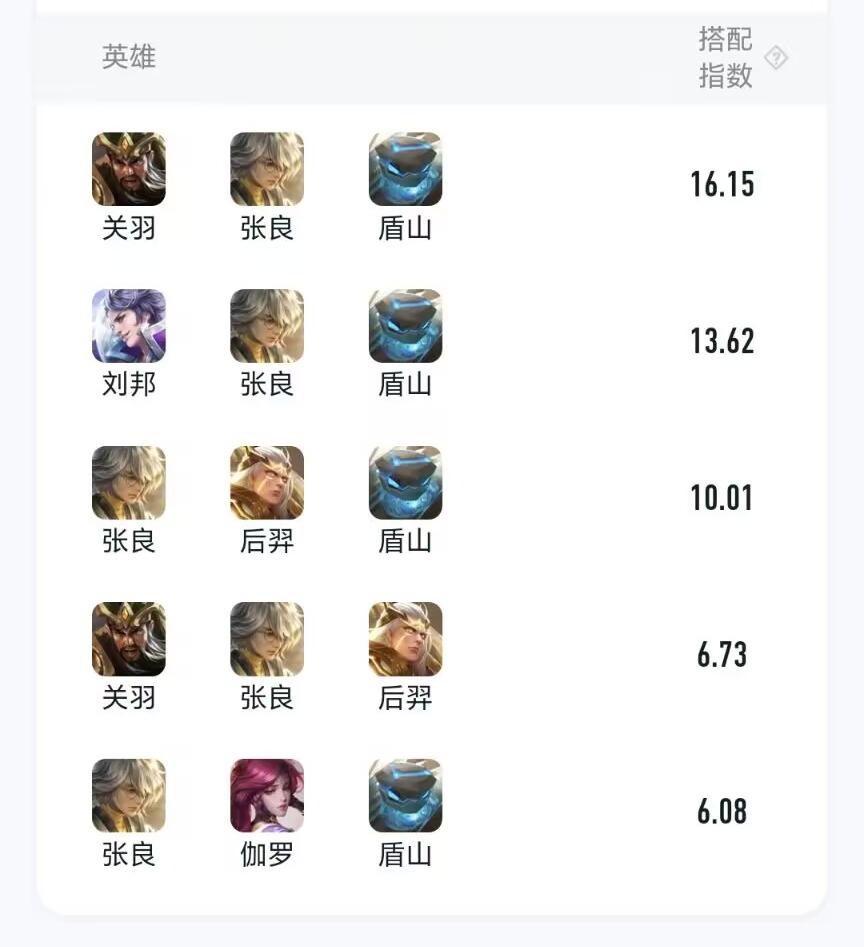 英雄
搭配
指数
?
关羽 张良 盾山 16.15
刘邦 张良 盾山 13.62
张良 后羿 盾山 10.01
关羽 张良 后羿 6.73
张良 伽罗 盾山 6.08